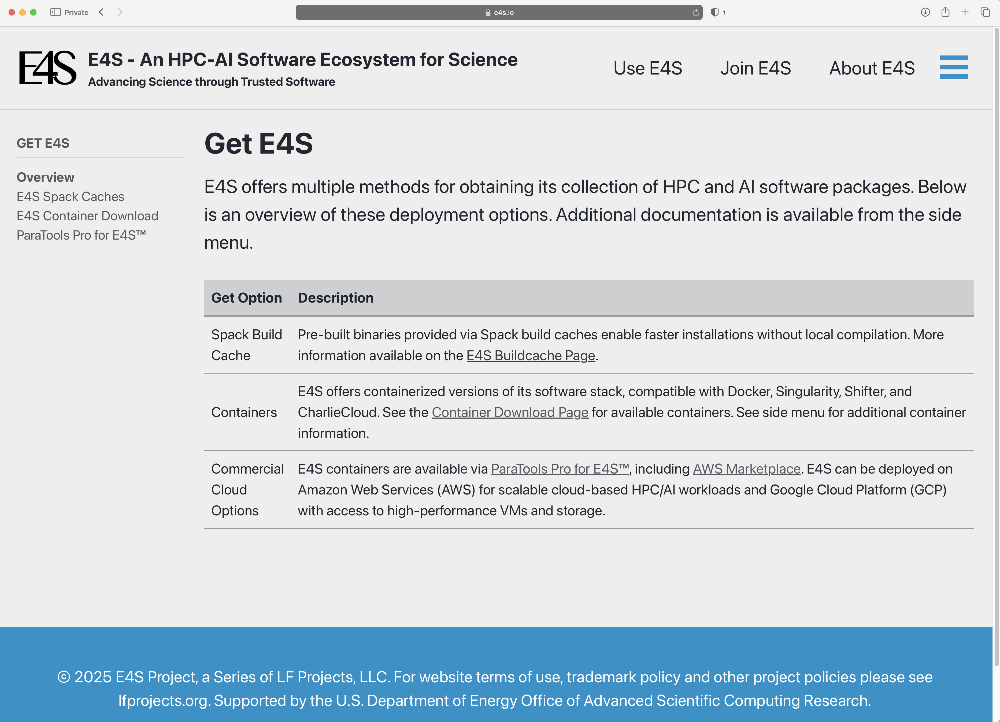 Private
e4s.io
1
E4S
E4S - An HPC-AI Software Ecosystem for Science
Advancing Science through Trusted Software
Use E4S
Join E4S
About E4S
GET E4S
Overview
E4S Spack Caches
E4S Container Download
ParaTools Pro for E4S™
Get E4S
E4S offers multiple methods for obtaining its collection of HPC and AI software packages. Below
is an overview of these deployment options. Additional documentation is available from the side
menu.
Get Option
Description
Spack Build
Cache
Pre-built binaries provided via Spack build caches enable faster installations without local compilation. More
information available on the E4S Buildcache Page.
Containers
E4S offers containerized versions of its software stack, compatible with Docker, Singularity, Shifter, and
CharlieCloud. See the Container Download Page for available containers. See side menu for additional container
information.
Commercial
Cloud
Options
E4S containers are available via ParaTools Pro for E4S™, including AWS Marketplace. E4S can be deployed on
Amazon Web Services (AWS) for scalable cloud-based HPC/AI workloads and Google Cloud Platform (GCP)
with access to high-performance VMs and storage.
© 2025 E4S Project, a Series of LF Projects, LLC. For website terms of use, trademark policy and other project policies please see
lfprojects.org. Supported by the U.S. Department of Energy Office of Advanced Scientific Computing Research.